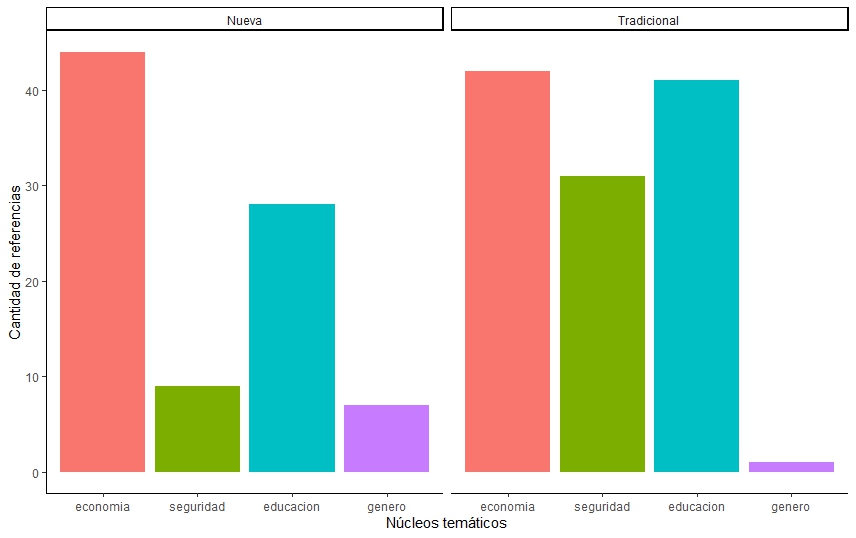 Nueva
Tradicional
Cantidad de referencias
40
30
20
10
0
economia seguridad educacion genero
economia seguridad educacion genero
Núcleos temáticos